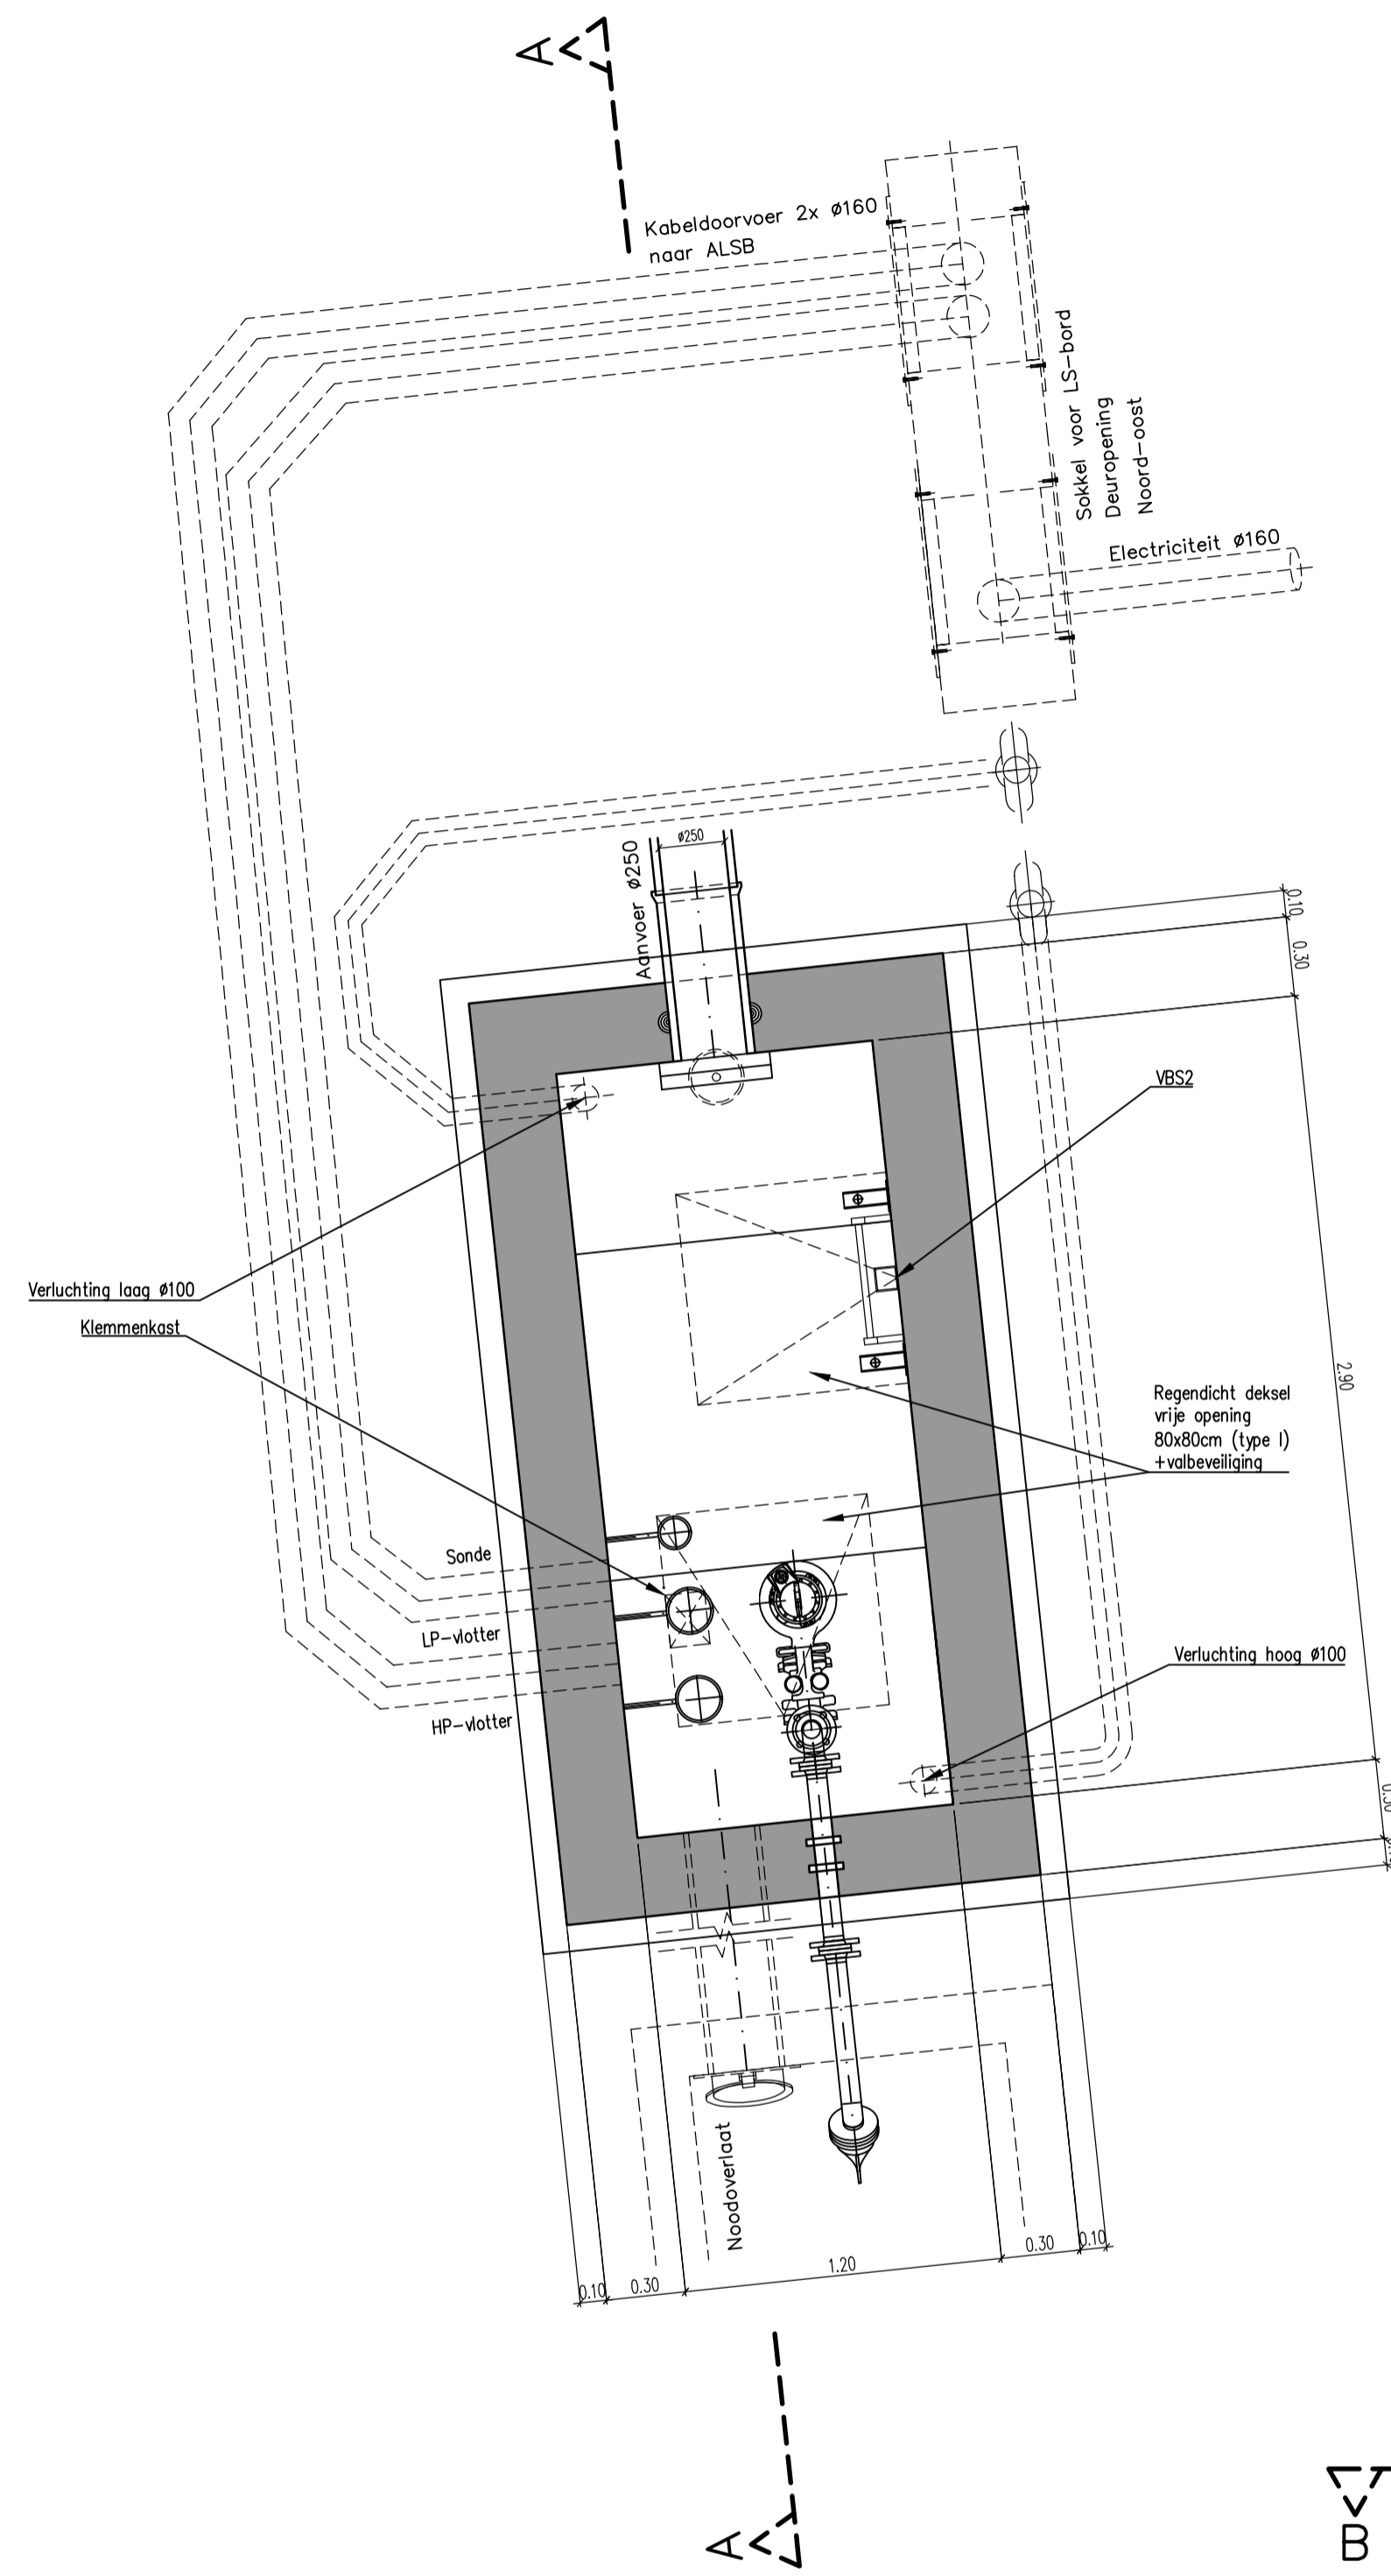 A
Kabeldoorvoer 2x ø160
naar ALSB
Sokkel voor LS-bord
Deuropening
Noord-oost
Electriciteit ø160
Aanvoer ø250
ø250
0.10
0.30
VBS2
Verluchting laag ø100
Klemmenkast
2.90
Regendicht deksel
vrije opening
80x80cm (type I)
+valbeveiliging
Sonde
LP-vlotter
HP-vlotter
Verluchting hoog ø100
0.30
Noodoverlaat
0.10
0.30
1.20
0.30
0.10
A
B